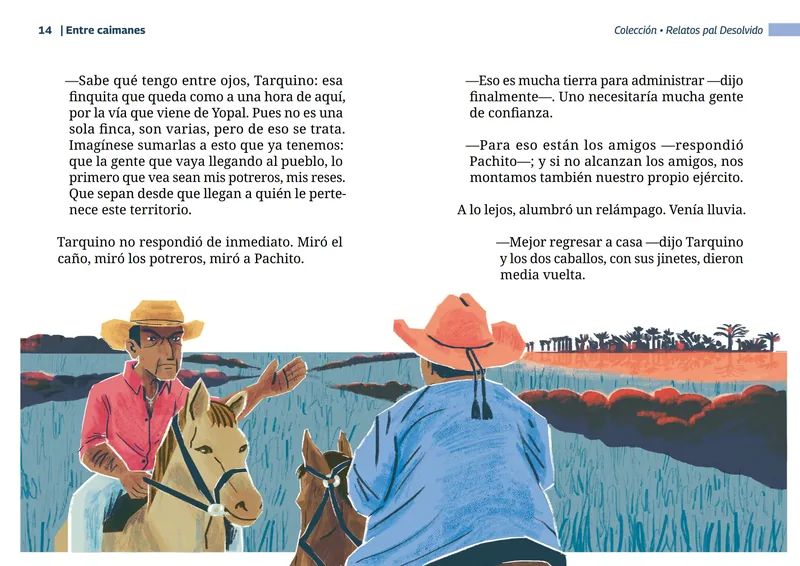 14 | Entre caimanes
Colección • Relatos pal Desolvido
—Sabe qué tengo entre ojos, Tarquino: esa
finquita que queda como a una hora de aquí,
por la vía que viene de Yopal. Pues no es una
sola finca, son varias, pero de eso se trata.
Imagínese sumarlas a esto que ya tenemos:
que la gente que vaya llegando al pueblo, lo
primero que vea sean mis potreros, mis reses.
Que sepan desde que llegan a quién le perte-
nece este territorio.
Tarquino no respondió de inmediato. Miró el
caño, miró los potreros, miró a Pachito.
—Eso es mucha tierra para administrar —dijo
finalmente—. Uno necesitaría mucha gente
de confianza.
—Para eso están los amigos —respondió
Pachito—; y si no alcanzan los amigos, nos
montamos también nuestro propio ejército.
A lo lejos, alumbró un relámpago. Venía lluvia.
—Mejor regresar a casa —dijo Tarquino
y los dos caballos, con sus jinetes, dieron
media vuelta.